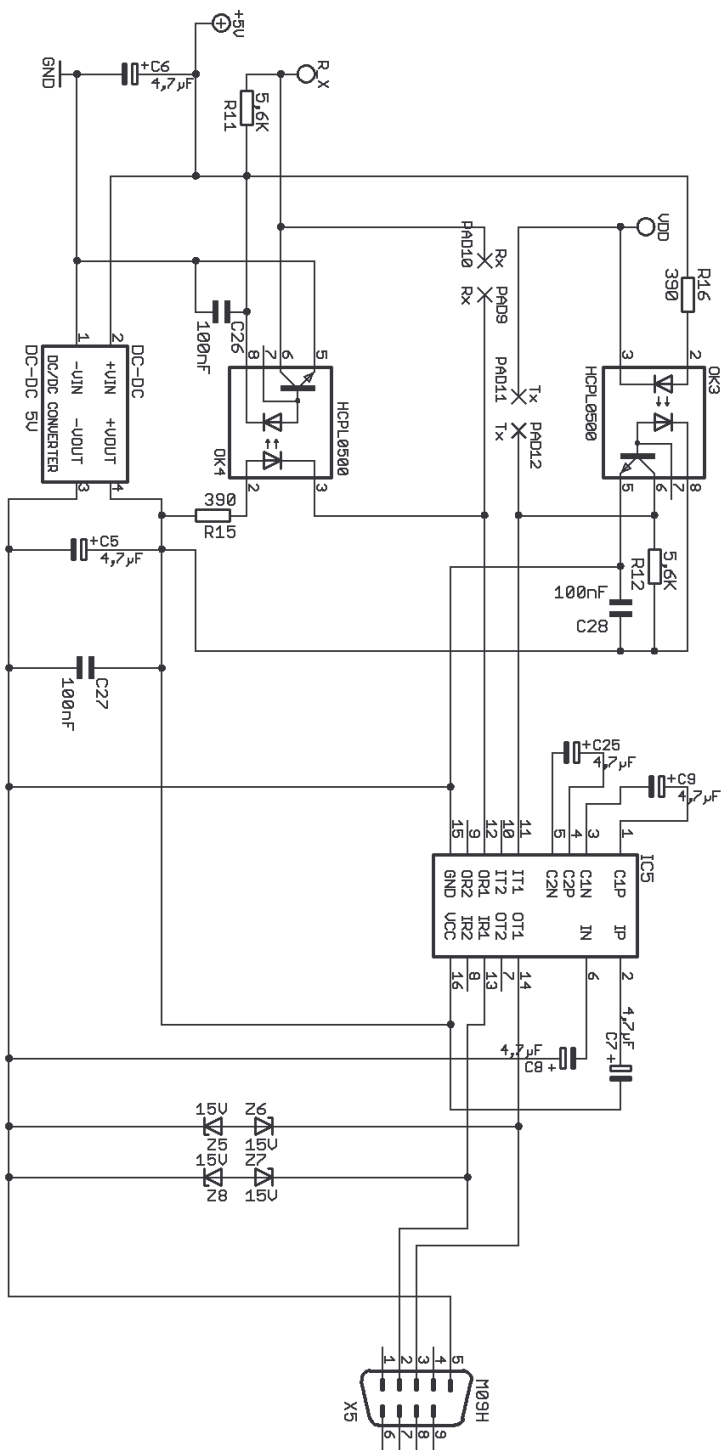 +5V
GND
+C6
4,7µF
RX
R11
5,6K
VDD
R16
390
PAD10
Rx
Rx
PAD9
PAD11
Tx
Tx
PAD12
C26
100nF
1
2
-VIN
+VIN
DC/DC CONVERTER
-VOUT
+VOUT
3
4
DC-DC
DC-DC 5V
8
7
6
5
HCPL0500
OK4
2
3
3
2
OK3
HCPL0500
5
6
7
8
390
R15
+C5
4,7µF
R12
5,6K
100nF
C28
C27
100nF
+C25
4,7µF
+C9
4,7µF
15
9
12
10
11
5
4
3
1
IC5
GND
OR2
OR1
IT2
IT1
C2N
C2P
C1N
C1P
VCC
IR2
IR1
OT2
OT1
IN
IP
16
8
13
7
14
6
2
4,7µF
C8 +
4,7µF
C7 +
15V
Z6
Z5
15V
15V
Z7
Z8
15V
1
2
3
4
5
M09H
X5
6
7
8
9